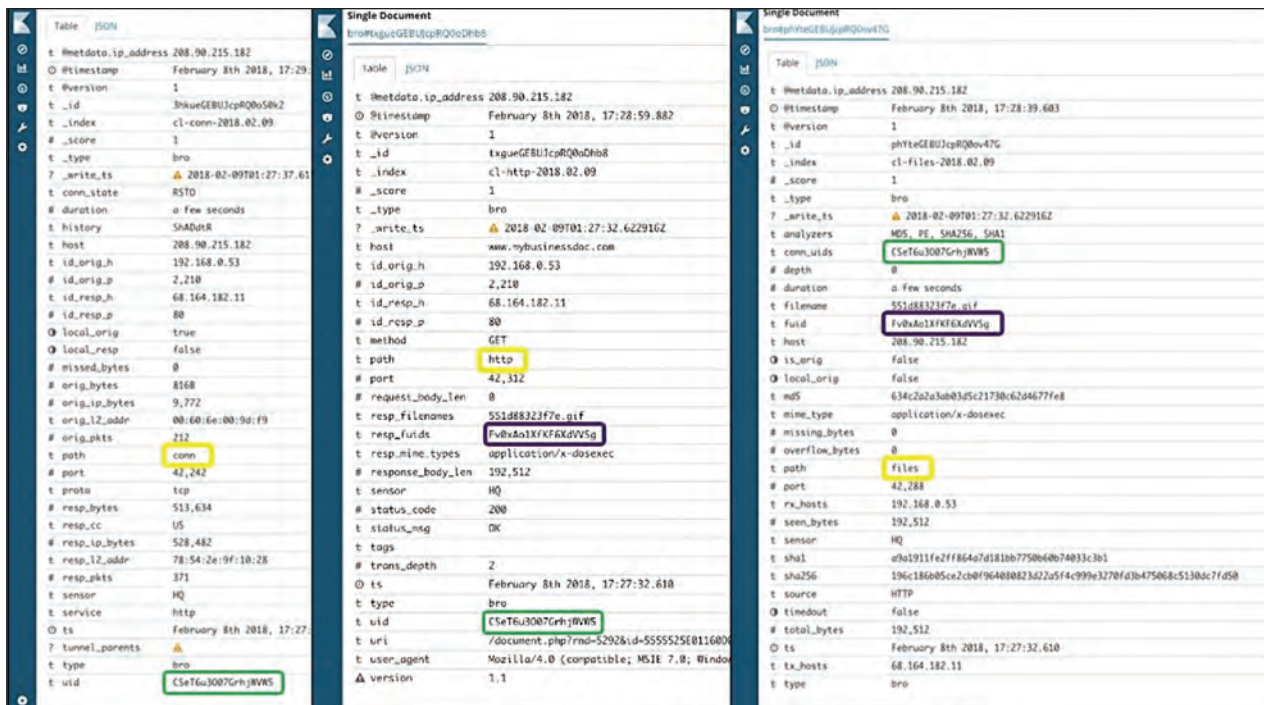 Table JSON
t @metdata.ip_address 208.90.215.182
@timestamp February 8th 2018, 17:29:
t @version 1
t _id 3hkueGEBUJcpRQ0oS0k2
t _index cl-conn-2018.02.09
# _score 1
t _type bro
? _write_ts 2018-02-09T01:27:37.61
t conn_state RSTO
# duration a few seconds
t history ShADdtR
t host 208.90.215.182
t id_orig_h 192.168.0.53
# id_orig_p 2,210
t id_resp_h 68.164.182.11
# id_resp_p 80
local_orig true
local_resp false
# missed_bytes 0
# orig_bytes 8168
# orig_ip_bytes 9,772
t orig_l2_addr 00:60:6e:00:9d:f9
# orig_pkts 212
t path conn
# port 42,242
t proto tcp
# resp_bytes 513,634
t resp_cc US
# resp_ip_bytes 528,482
t resp_l2_addr 78:54:2e:9f:10:28
# resp_pkts 371
t sensor HQ
t service http
ts February 8th 2018, 17:27:
? tunnel_parents
t type bro
t uid CSeT6u3O07GrhjWVW5
Single Document
bro#txgueGEBUJcpRQ0oDhb8
Table JSON
t @metdata.ip_address 208.90.215.182
@timestamp February 8th 2018, 17:28:59.882
t @version 1
t _id txgueGEBUJcpRQ0oDhb8
t _index cl-http-2018.02.09
# _score 1
t _type bro
? _write_ts 2018-02-09T01:27:32.622916Z
t host www.mybusinessdoc.com
t id_orig_h 192.168.0.53
# id_orig_p 2,210
t id_resp_h 68.164.182.11
# id_resp_p 80
t method GET
t path http
# port 42,312
# request_body_len 0
t resp_filenames 551d88323f7e.gif
t resp_fuids Fv0xAo1XfKF6XdVV5g
t resp_mime_types application/x-dosexec
# response_body_len 192,512
t sensor HQ
# status_code 200
t status_msg OK
t tags
# trans_depth 2
ts February 8th 2018, 17:27:32.610
t type bro
t uid CSeT6u3O07GrhjWVW5
t uri /document.php?rnd=5292&id=5555525E01160D
t user_agent Mozilla/4.0 (compatible; MSIE 7.0; Window
version 1.1
Single Document
bro#phYteGEBUJcpRQ0ov47G
Table JSON
t @metdata.ip_address 208.90.215.182
@timestamp February 8th 2018, 17:28:39.603
t @version 1
t _id phYteGEBUJcpRQ0ov47G
t _index cl-files-2018.02.09
# _score 1
t _type bro
? _write_ts 2018-02-09T01:27:32.622916Z
t analyzers MD5, PE, SHA256, SHA1
t conn_uids CSeT6u3O07GrhjWVW5
# depth 0
# duration a few seconds
t filename 551d88323f7e.gif
t fuid Fv0xAo1XfKF6XdVV5g
t host 208.90.215.182
is_orig false
local_orig false
t md5 634c2a2a3ab03d5c21730c62d4677fe8
t mime_type application/x-dosexec
# missing_bytes 0
# overflow_bytes 0
t path files
# port 42,288
t rx_hosts 192.168.0.53
# seen_bytes 192,512
t sensor HQ
t sha1 a9a1911fe2ff864a7d181bb7750b60b74033c3b1
t sha256 196c186b05ce2cb0f964080823d22a5f4c999e3270fd3b475068c5130dc7fd50
t source HTTP
timedout false
# total_bytes 192,512
ts February 8th 2018, 17:27:32.610
t tx_hosts 68.164.182.11
t type bro